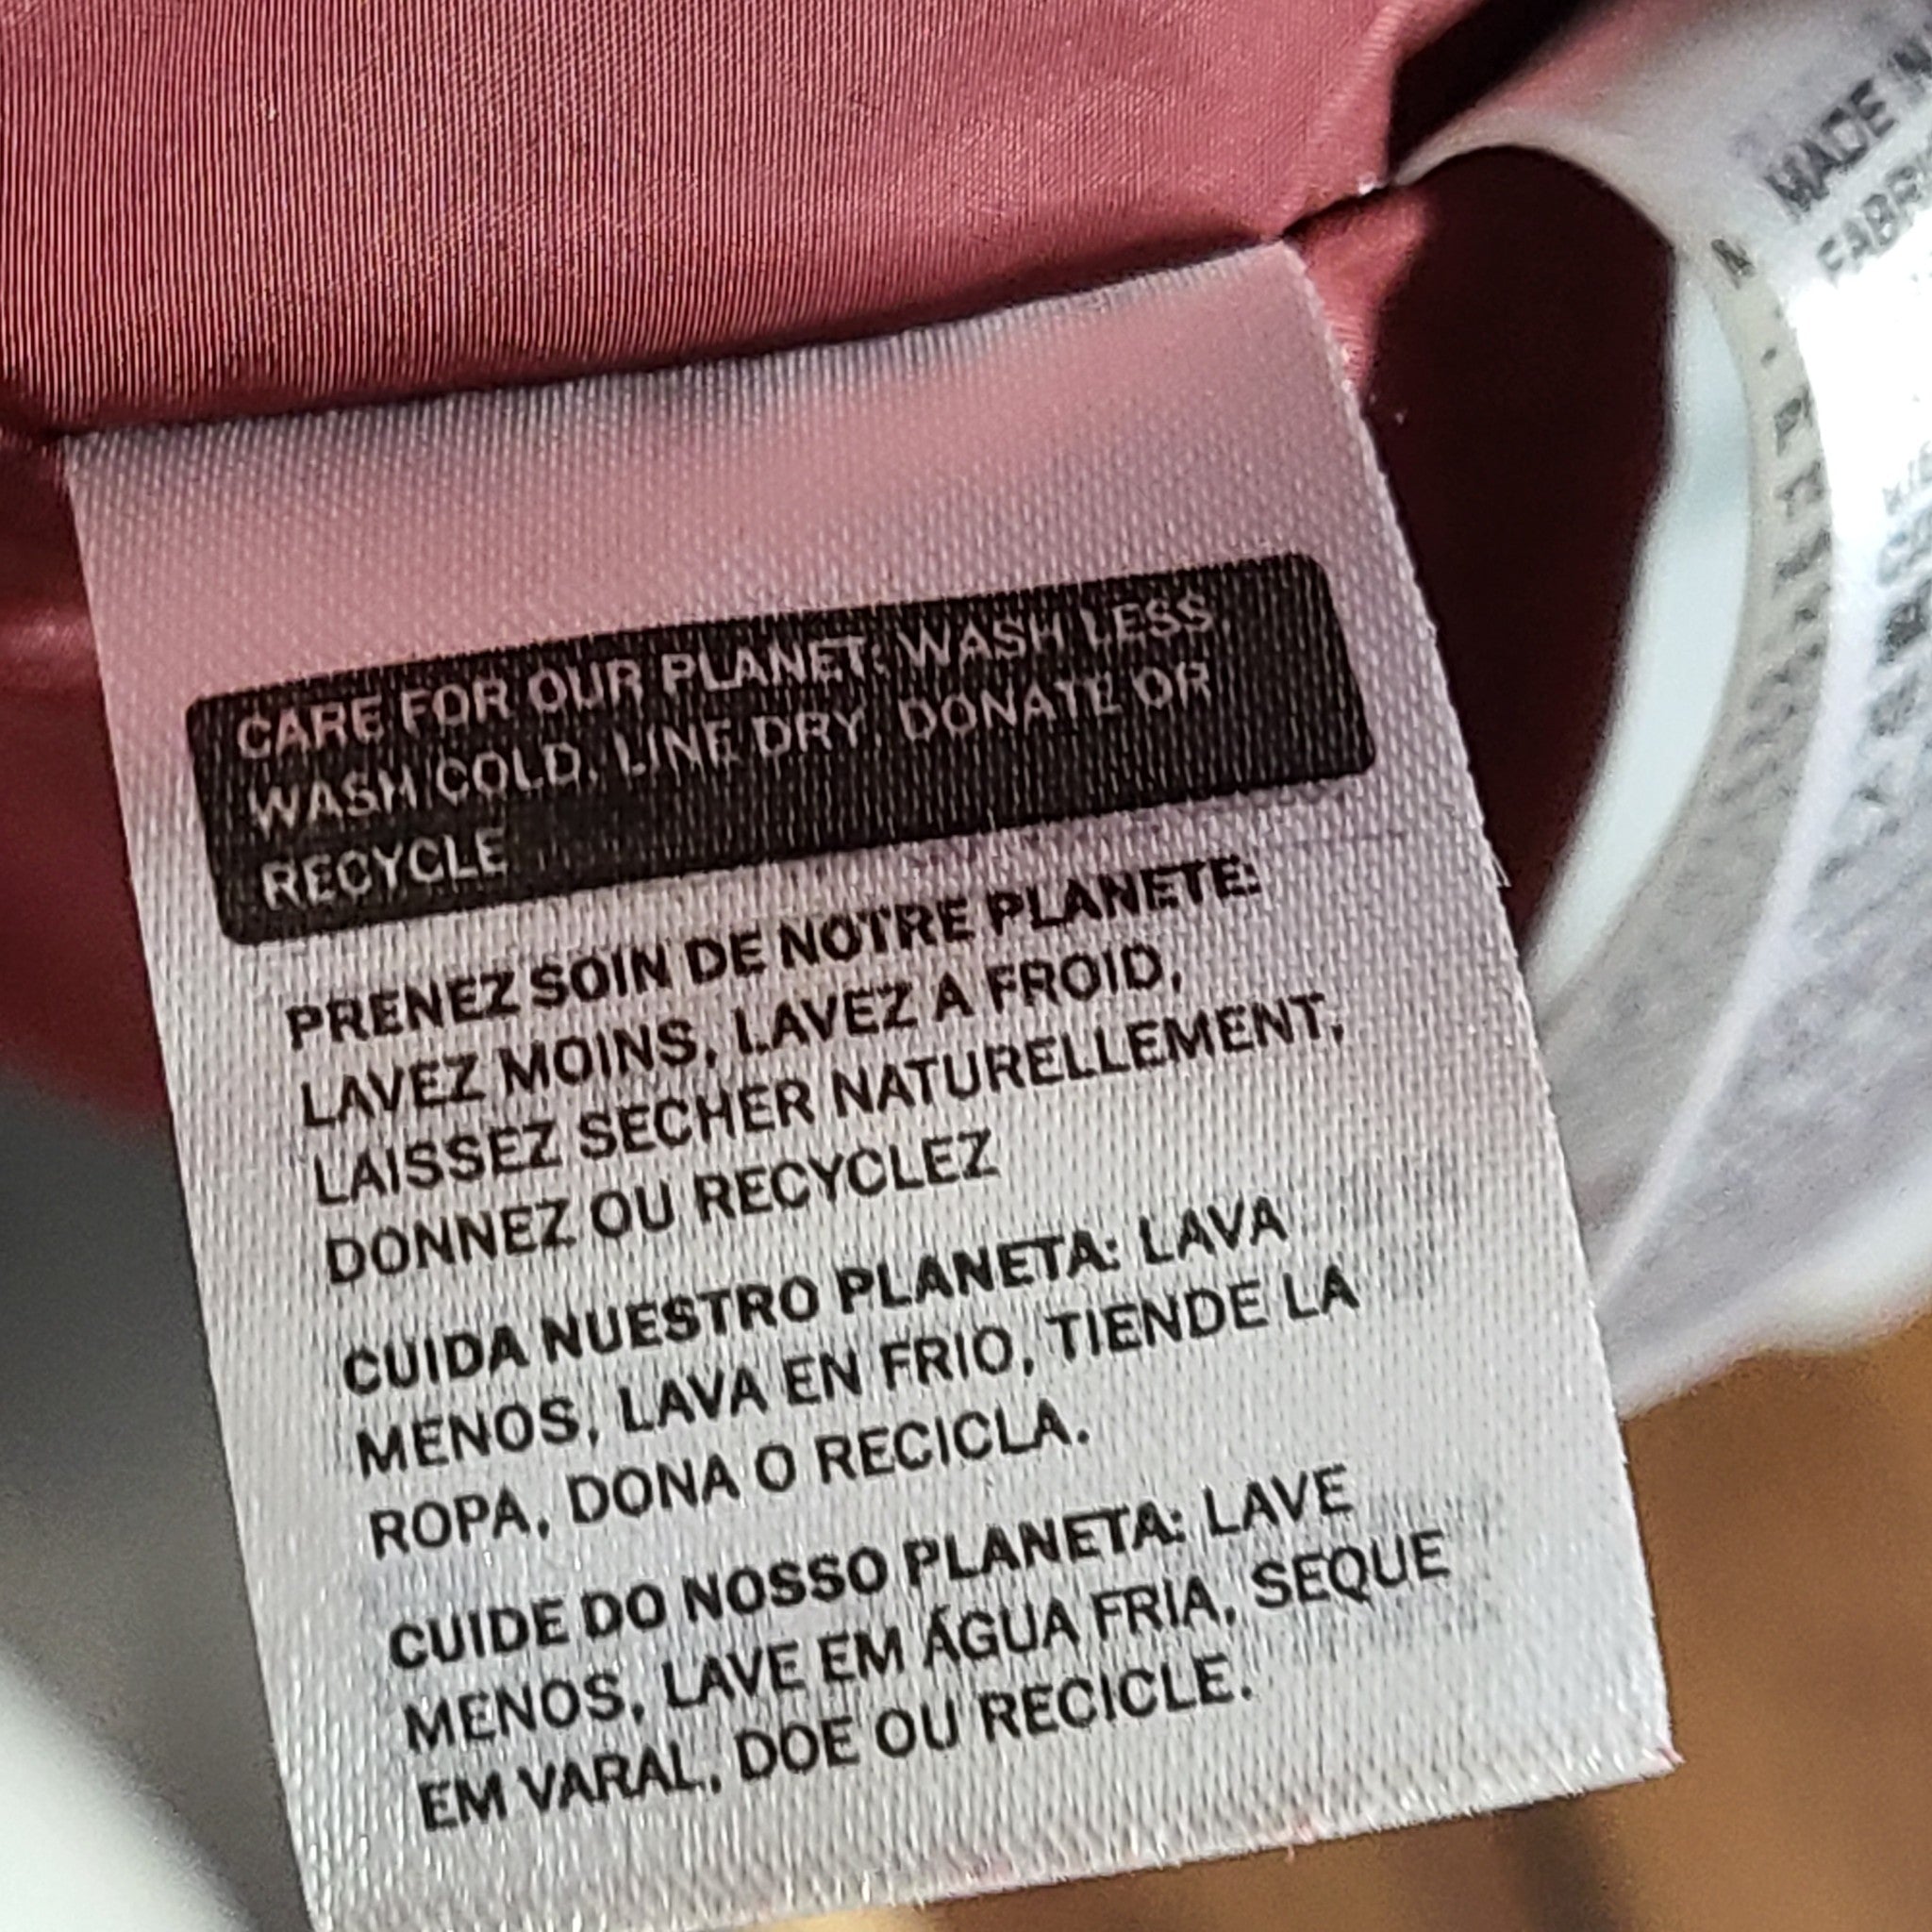 CARE FOR OUR PLANET: WASH LESS,
WASH COLD, LINE DRY, DONATE OR
RECYCLE
PRENEZ SOIN DE NOTRE PLANETE:
LAVEZ MOINS, LAVEZ A FROID,
LAISSEZ SECHER NATURELLEMENT,
DONNEZ OU RECYCLEZ
CUIDA NUESTRO PLANETA: LAVA
MENOS, LAVA EN FRIO, TIENDE LA
ROPA, DONA O RECICLA.
CUIDE DO NOSSO PLANETA: LAVE
MENOS, LAVE EM ÁGUA FRIA, SEQUE
EM VARAL, DOE OU RECICLE.
MADE IN